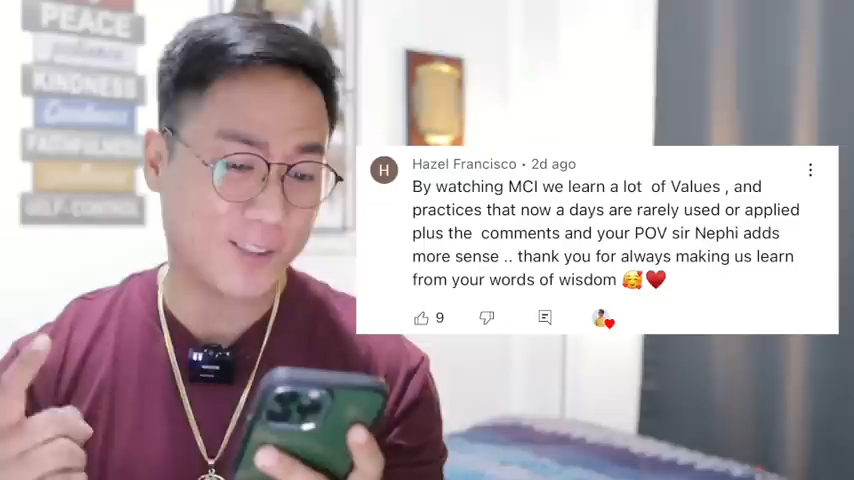 PEACE
patience
KINDNESS
Goodness
FAITHFULNESS
SELF-CONTROL
H
Hazel Francisco • 2d ago
By watching MCI we learn a lot of Values , and
practices that now a days are rarely used or applied
plus the comments and your POV sir Nephi adds
more sense .. thank you for always making us learn
from your words of wisdom 🥰♥️
9